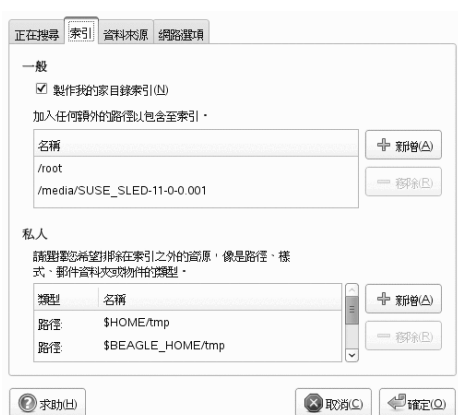 正在搜尋 索引 資料來源 網路選項
一般
製作我的家目錄索引(N)
加入任何額外的路徑以包含至索引。
名稱
新增(A)
/root
移除(R)
/media/SUSE_SLED-11-0-0.001
私人
請選擇您希望排除在索引之外的資源，像是路徑、樣
式、郵件資料夾或物件的類型。
類型 名稱
新增(A)
路徑: $HOME/tmp
移除(E)
路徑: $BEAGLE_HOME/tmp
求助(H) 取消(C) 確定(O)